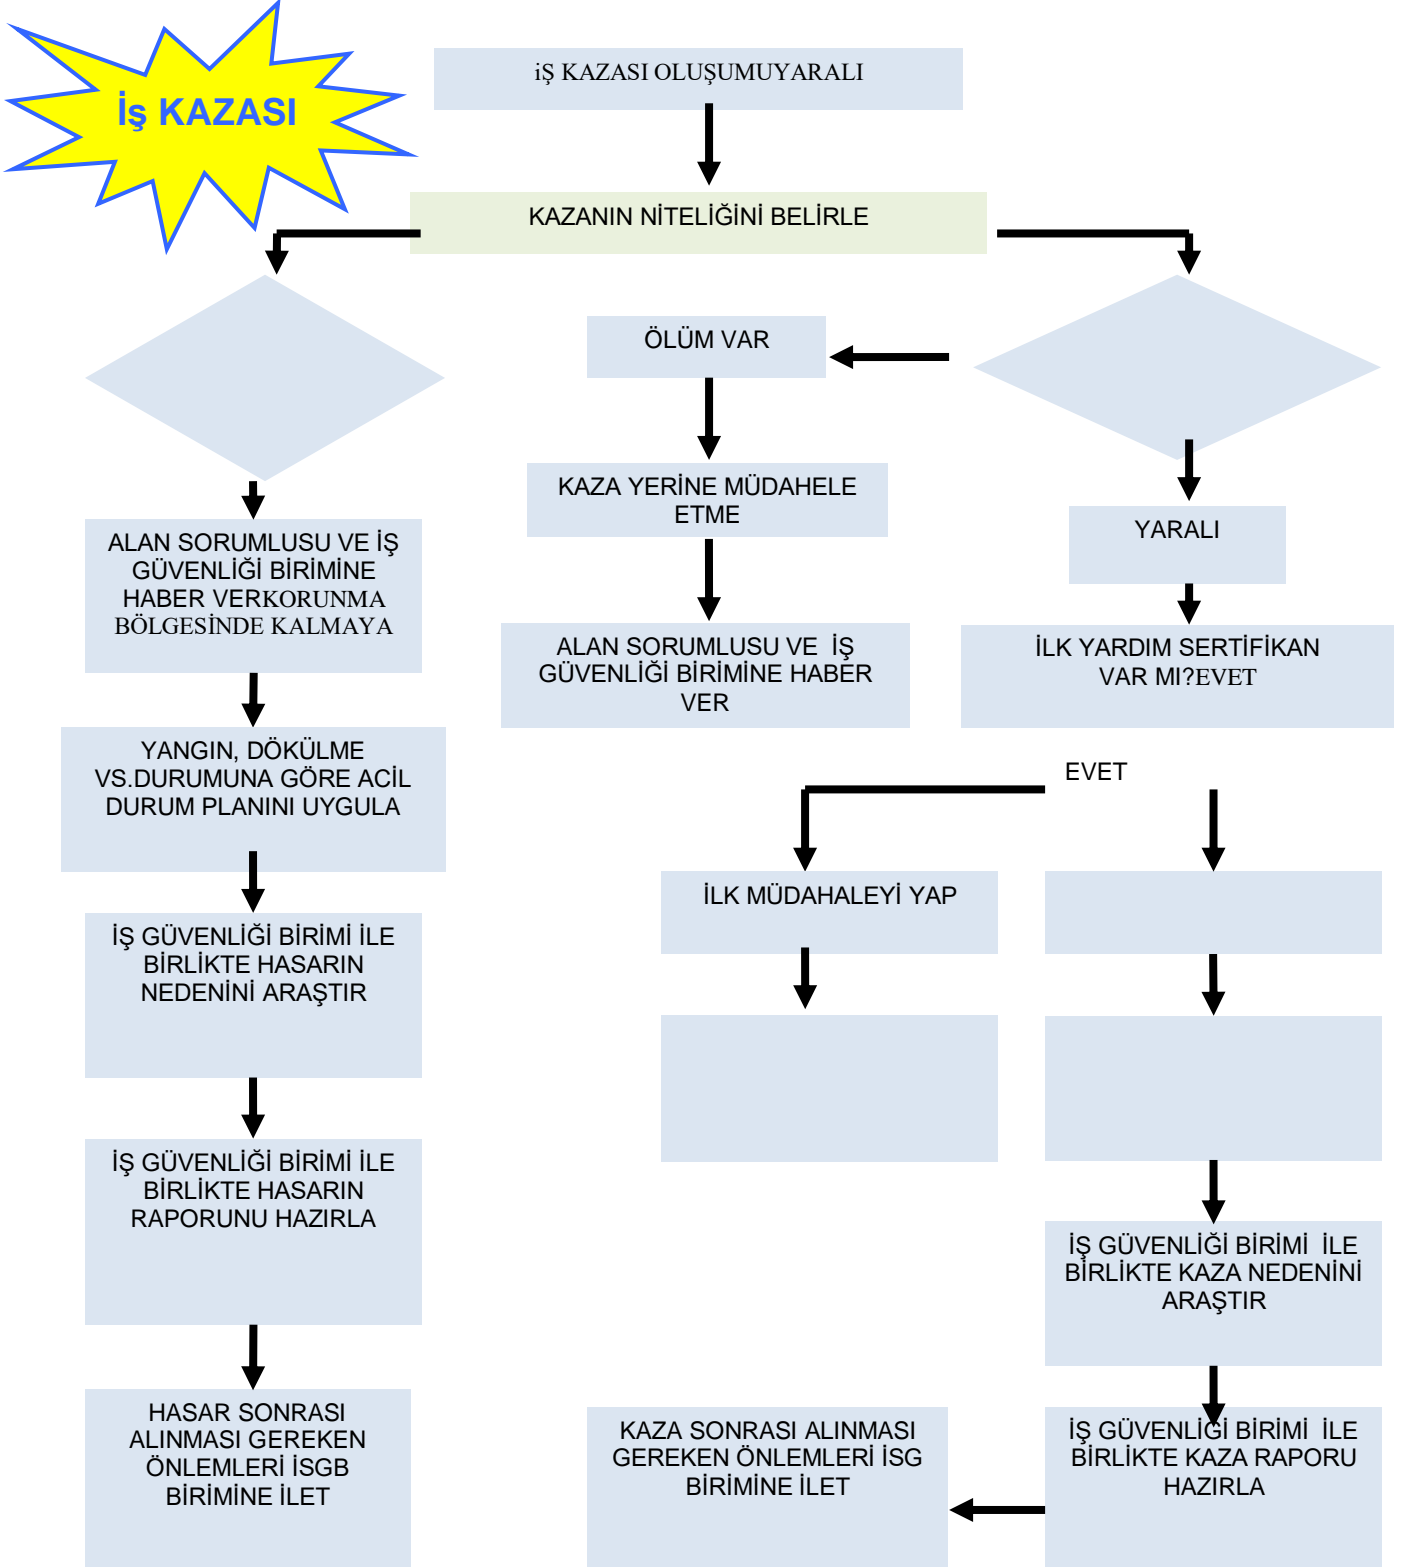 İş KAZASI
iŞ KAZASI OLUŞUMUYARALI
KAZANIN NİTELİĞİNİ BELİRLE
ÖLÜM VAR
KAZA YERİNE MÜDAHELE
ETME
YARALI
ALAN SORUMLUSU VE İŞ
GÜVENLİĞİ BİRİMİNE
HABER VERKORUNMA
BÖLGESİNDE KALMAYA
ALAN SORUMLUSU VE  İŞ
GÜVENLİĞİ BİRİMİNE HABER
VER
İLK YARDIM SERTİFİKAN
VAR MI?EVET
YANGIN, DÖKÜLME
VS.DURUMUNA GÖRE ACİL
DURUM PLANINI UYGULA
EVET
İLK MÜDAHALEYİ YAP
İŞ GÜVENLİĞİ BİRİMİ İLE
BİRLİKTE HASARIN
NEDENİNİ ARAŞTIR
İŞ GÜVENLİĞİ BİRİMİ İLE
BİRLİKTE HASARIN
RAPORUNU HAZIRLA
İŞ GÜVENLİĞİ BİRİMİ  İLE
BİRLİKTE KAZA NEDENİNİ
ARAŞTIR
HASAR SONRASI
ALINMASI GEREKEN
ÖNLEMLERİ İSGB
BİRİMİNE İLET
KAZA SONRASI ALINMASI
GEREKEN ÖNLEMLERİ İSG
BİRİMİNE İLET
İŞ GÜVENLİĞİ BİRİMİ  İLE
BİRLİKTE KAZA RAPORU
HAZIRLA